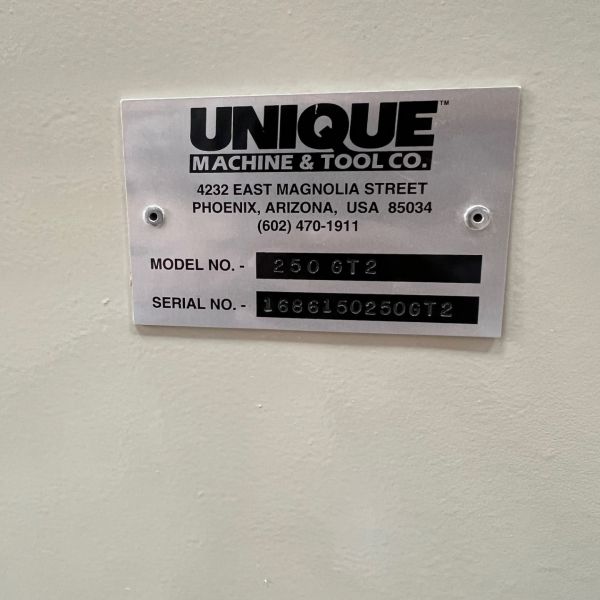 UNIQUE™
MACHINE & TOOL CO.
4232 EAST MAGNOLIA STREET
PHOENIX, ARIZONA, USA 85034
(602) 470-1911
MODEL NO. - 250 GT2
SERIAL NO. - 1686150250GT2